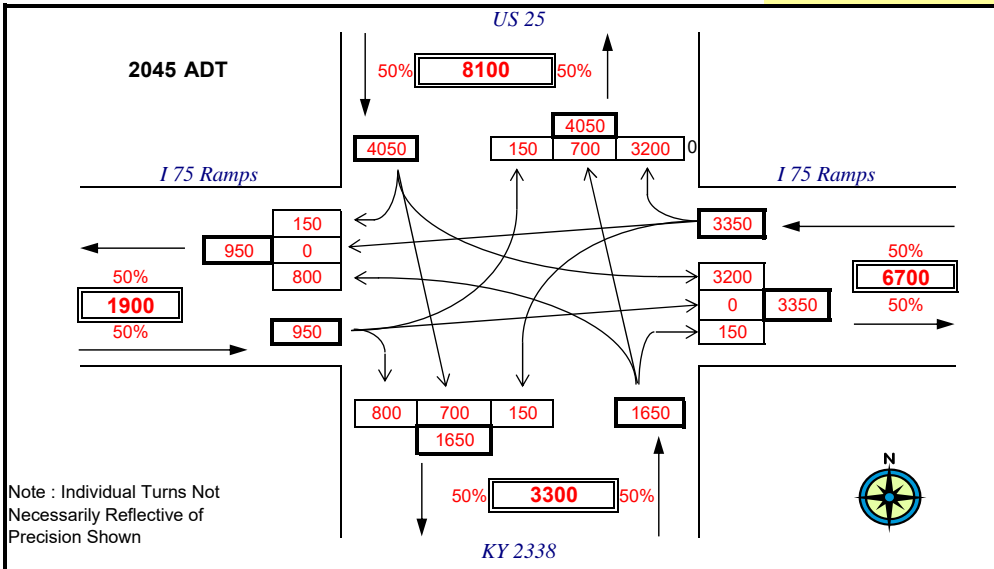 US 25
2045 ADT
50% 8100 50%
4050
4050
150 700 3200 0
I 75 Ramps
I 75 Ramps
150
950 0
800
3350
50%
1900
50%
50%
6700
50%
3200
0 3350
150
950
800 700 150
1650
1650
50% 3300 50%
Note : Individual Turns Not
Necessarily Reflective of
Precision Shown
N
KY 2338